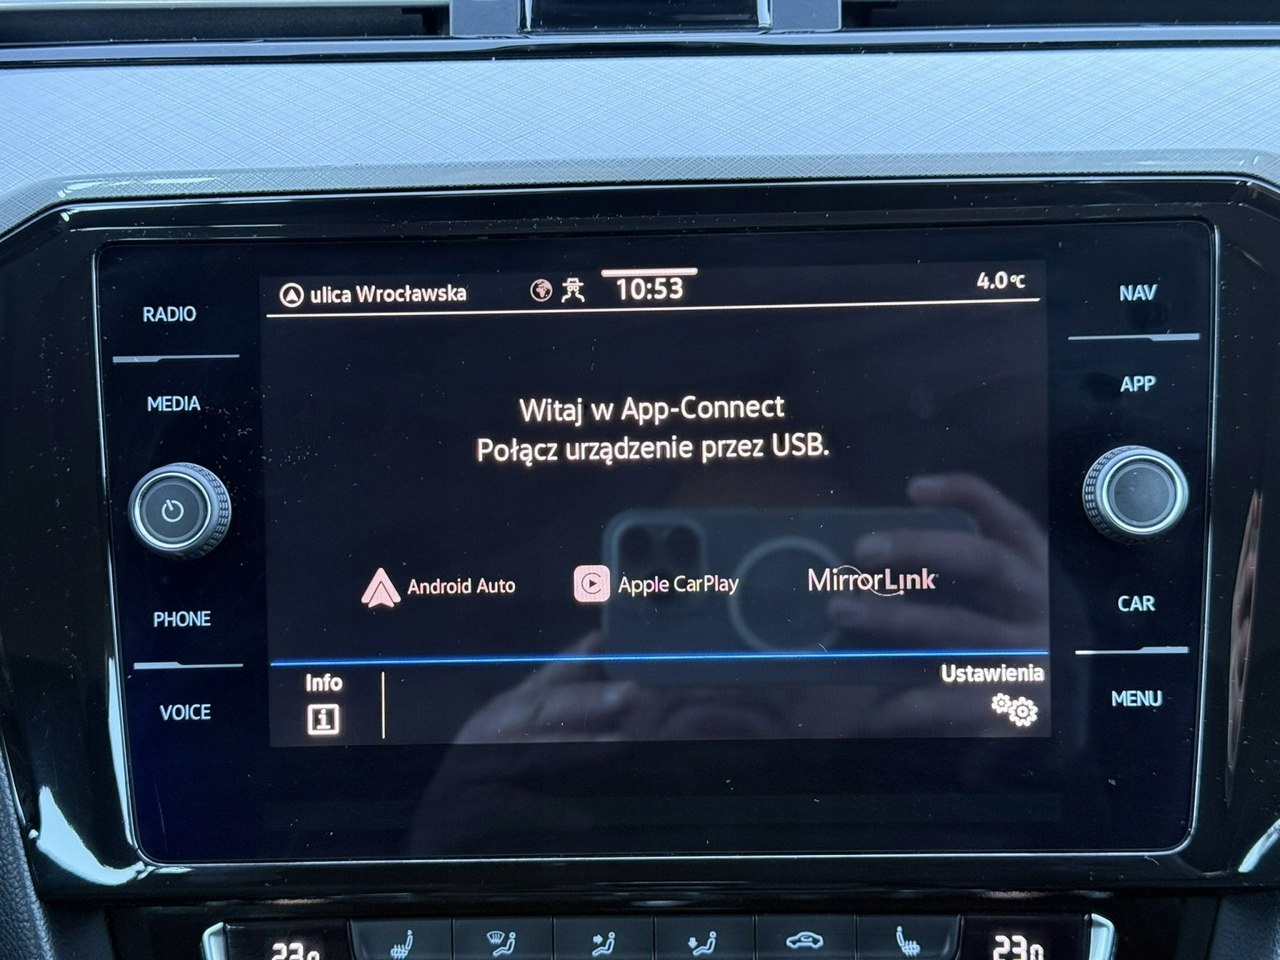 ulica Wrocławska
10:53
4.0°C
RADIO
MEDIA
PHONE
VOICE
NAV
APP
CAR
MENU
Witaj w App-Connect
Połącz urządzenie przez USB.
Android Auto
Apple CarPlay
MirrorLink
Info
Ustawienia